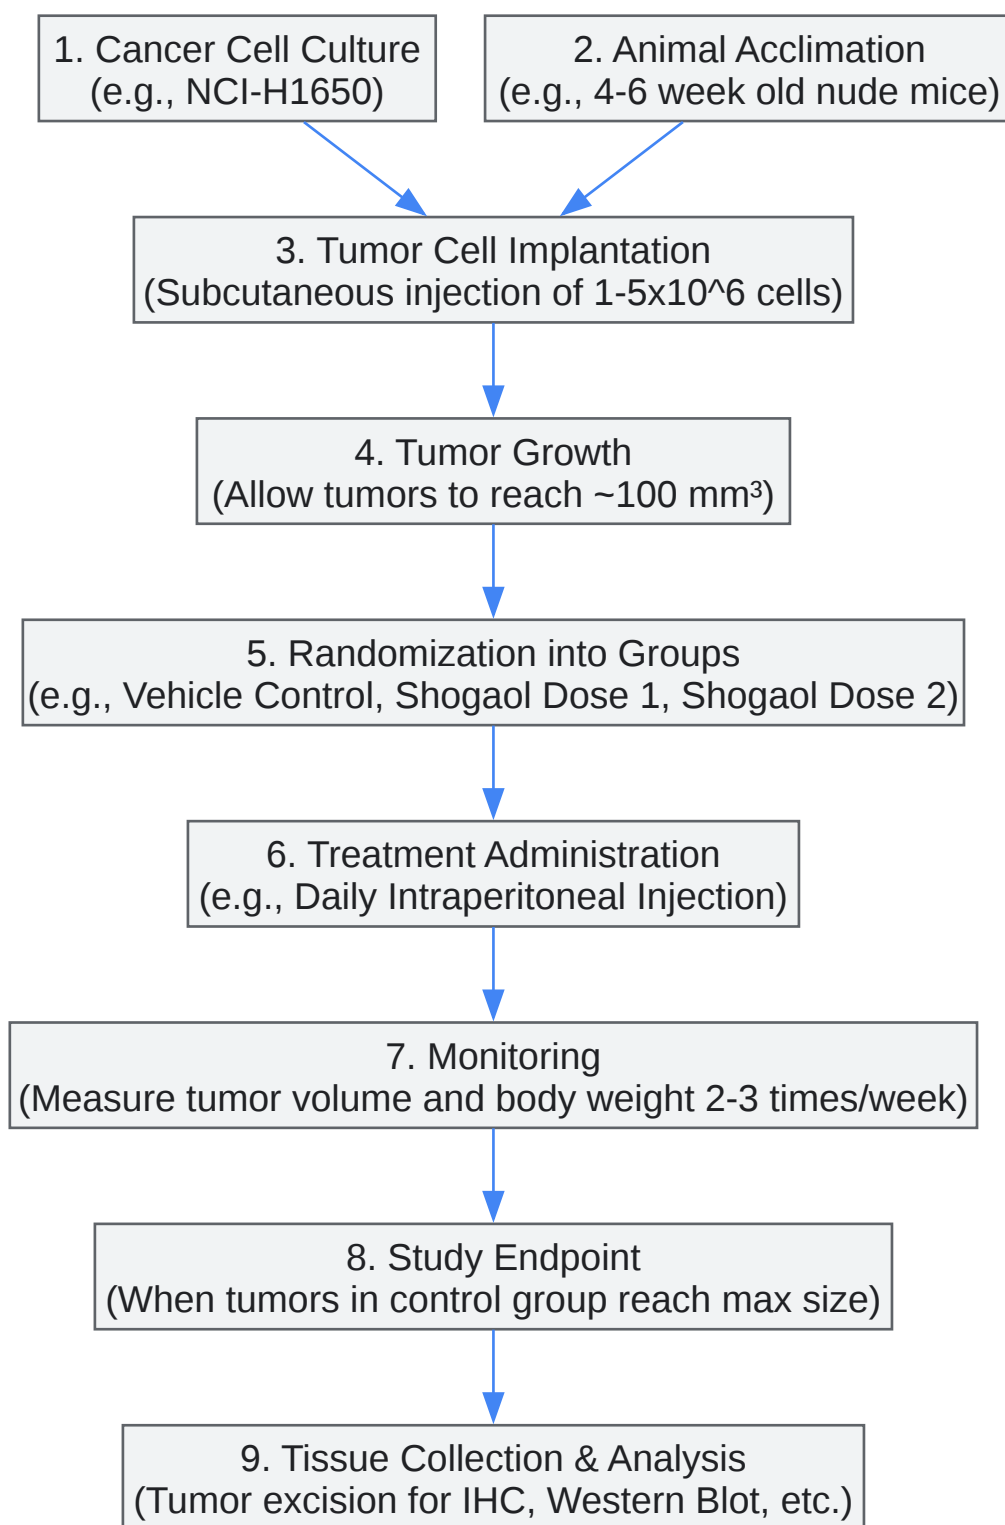 1. Cancer Cell Culture
(e.g., NCI-H1650)
2. Animal Acclimation
(e.g., 4-6 week old nude mice)
3. Tumor Cell Implantation
(Subcutaneous injection of 1-5x10^6 cells)
4. Tumor Growth
(Allow tumors to reach ~100 mm³)
5. Randomization into Groups
(e.g., Vehicle Control, Shogaol Dose 1, Shogaol Dose 2)
6. Treatment Administration
(e.g., Daily Intraperitoneal Injection)
7. Monitoring
(Measure tumor volume and body weight 2-3 times/week)
8. Study Endpoint
(When tumors in control group reach max size)
9. Tissue Collection & Analysis
(Tumor excision for IHC, Western Blot, etc.)